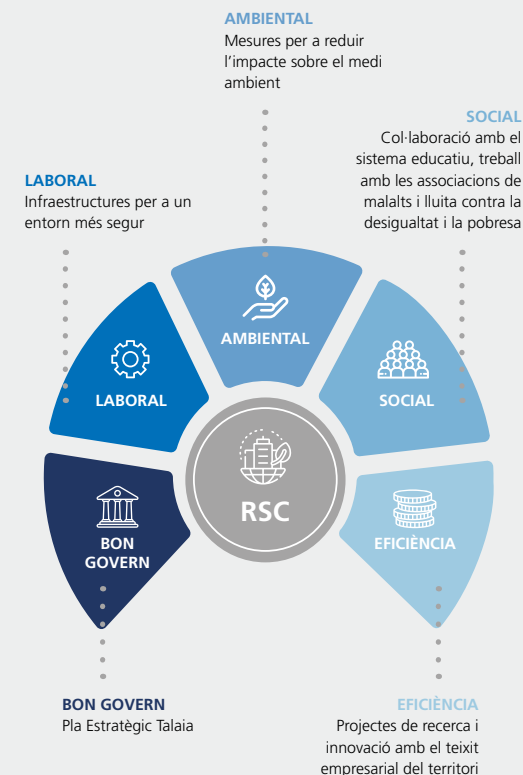 AMBIENTAL
Mesures per a reduir
l'impacte sobre el medi
ambient
SOCIAL
Col·laboració amb el
sistema educatiu, treball
amb les associacions de
malalts i lluita contra la
desigualtat i la pobresa
LABORAL
Infraestructures per a un
entorn més segur
AMBIENTAL
LABORAL
SOCIAL
RSC
BON
GOVERN
EFICIÈNCIA
BON GOVERN
Pla Estratègic Talaia
EFICIÈNCIA
Projectes de recerca i
innovació amb el teixit
empresarial del territori